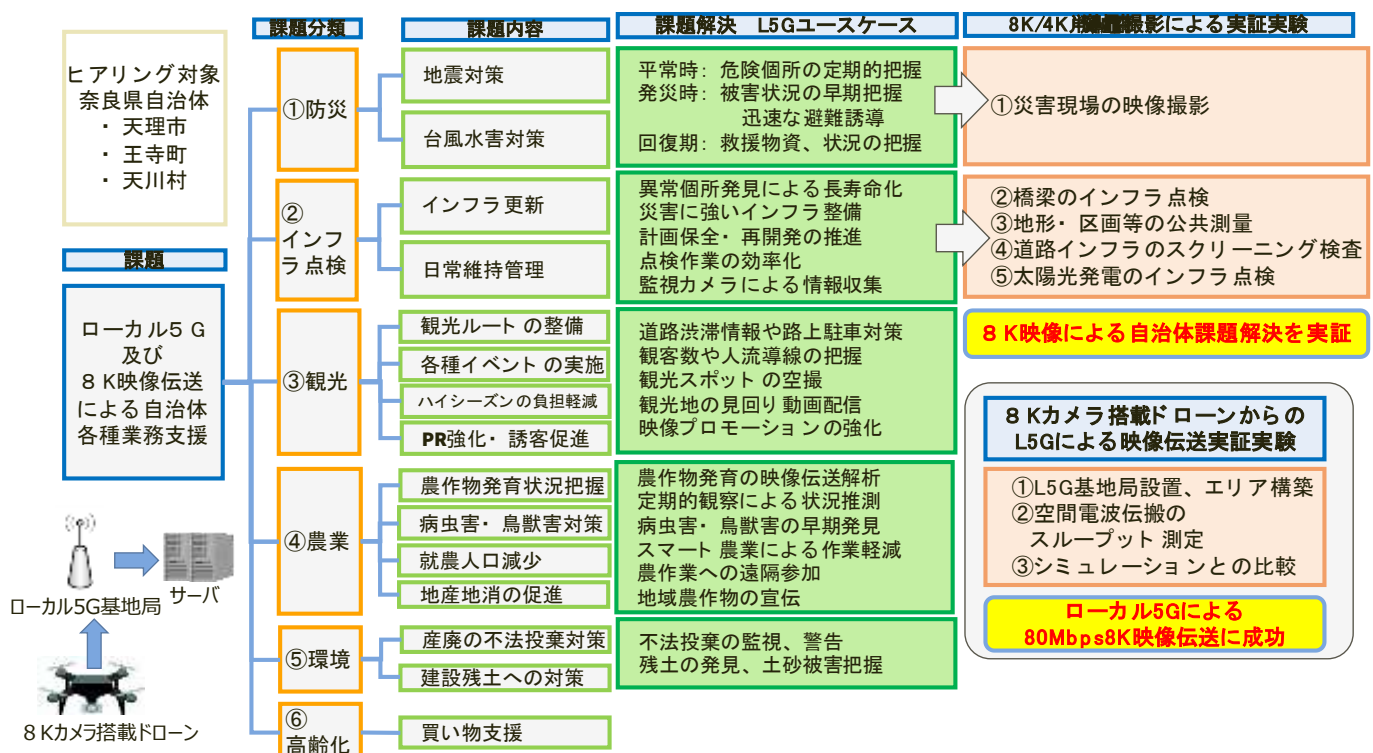 ヒアリング対象
奈良県自治体
・ 天理市
・ 王寺町
・ 天川村
課題
ローカル5G
及び
8K映像伝送
による自治体
各種業務支援
ローカル5G基地局
サーバ
8Kカメラ搭載ドローン
課題分類
①防災
②
インフ
ラ点検
③観光
④農業
⑤環境
⑥
高齢化
課題内容
地震対策
台風水害対策
インフラ更新
日常維持管理
観光ルートの整備
各種イベントの実施
ハイシーズンの負担軽減
PR強化・誘客促進
農作物発育状況把握
病虫害・鳥獣害対策
就農人口減少
地産地消の促進
産廃の不法投棄対策
建設残土への対策
買い物支援
課題解決 L5Gユースケース
平常時: 危険個所の定期的把握
発災時: 被害状況の早期把握
迅速な避難誘導
回復期: 救援物資、状況の把握
異常個所発見による長寿命化
災害に強いインフラ整備
計画保全・再開発の推進
点検作業の効率化
監視カメラによる情報収集
道路渋滞情報や路上駐車対策
観客数や人流導線の把握
観光スポットの空撮
観光地の見回り動画配信
映像プロモーションの強化
農作物発育の映像伝送解析
定期的観察による状況推測
病虫害・鳥獣害の早期発見
スマート農業による作業軽減
農作業への遠隔参加
地域農作物の宣伝
不法投棄の監視、警告
残土の発見、土砂被害把握
8K/4K用 撮影による実証実験
①災害現場の映像撮影
②橋梁のインフラ点検
③地形・区画等の公共測量
④道路インフラのスクリーニング検査
⑤太陽光発電のインフラ点検
8K映像による自治体課題解決を実証
8Kカメラ搭載ドローンからの
L5Gによる映像伝送実証実験
①L5G基地局設置、エリア構築
②空間電波伝搬の
スループット測定
③シミュレーションとの比較
ローカル5Gによる
80Mbps8K映像伝送に成功